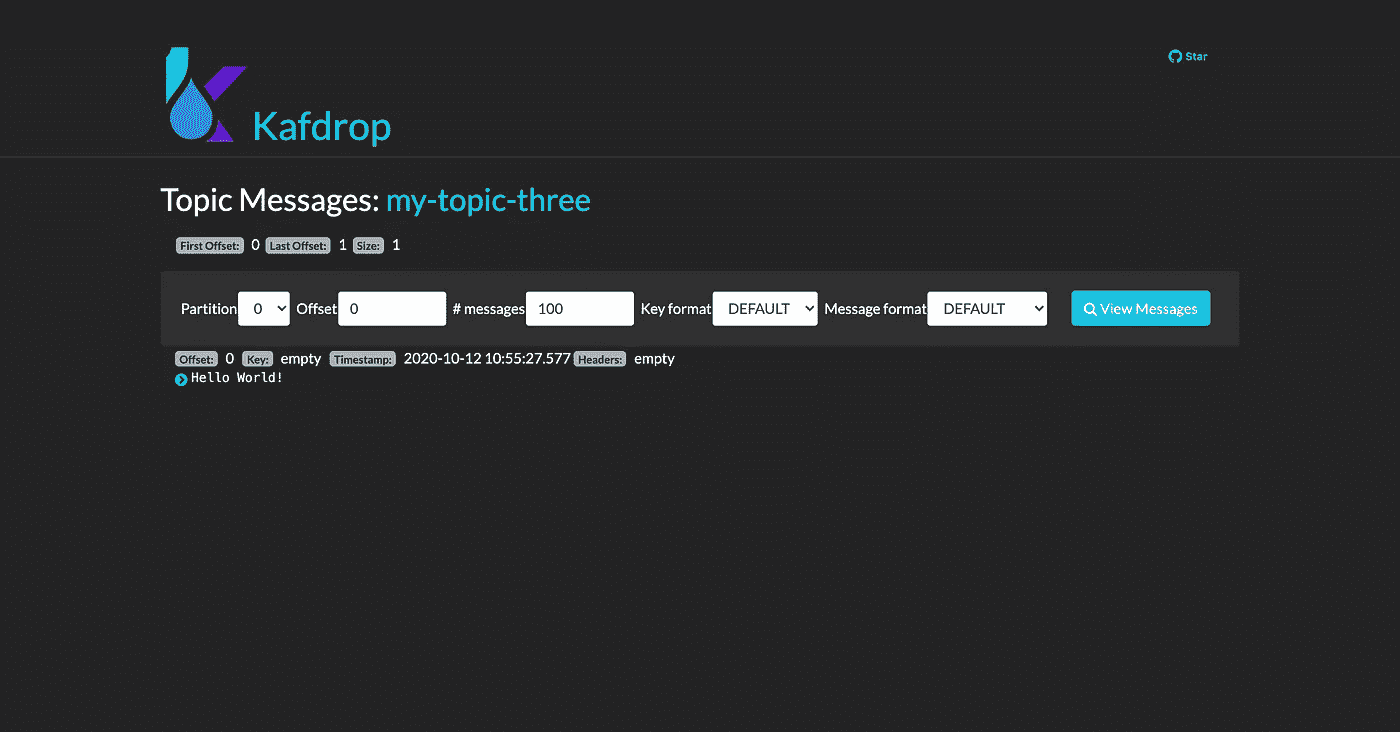 Star
Kafdrop
Topic Messages: my-topic-three
First Offset: 0 Last Offset: 1 Size: 1
Partition 0 Offset 0 # messages 100 Key format DEFAULT Message format DEFAULT View Messages
Offset: 0 Key: empty Timestamp: 2020-10-12 10:55:27.577 Headers: empty
Hello World!